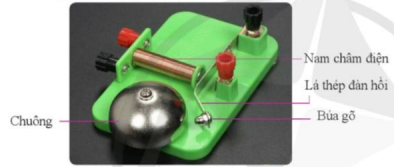 Nam châm điện
Lá thép đàn hồi
Búa gõ
Chuông